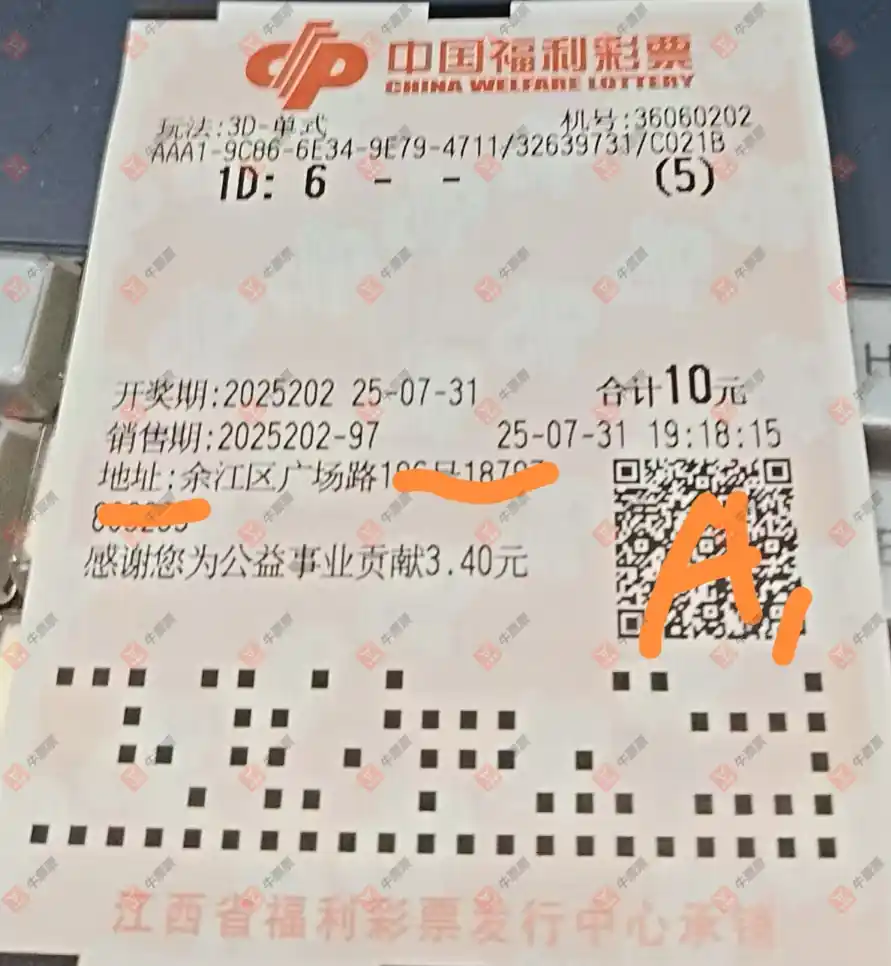 中国福利彩票
CHINA WELFARE LOTTERY
玩法:3D-单式 机号:36060202
AAA1-9C86-6E34-9E79-4711/32639731/C021B
1D: 6 - - (5)
开奖期:2025202 25-07-31 合计10元
销售期:2025202-97 25-07-31 19:18:15
地址:余江区广场路
感谢您为公益事业贡献3.40元
A1
江西省福利彩票发行中心承销